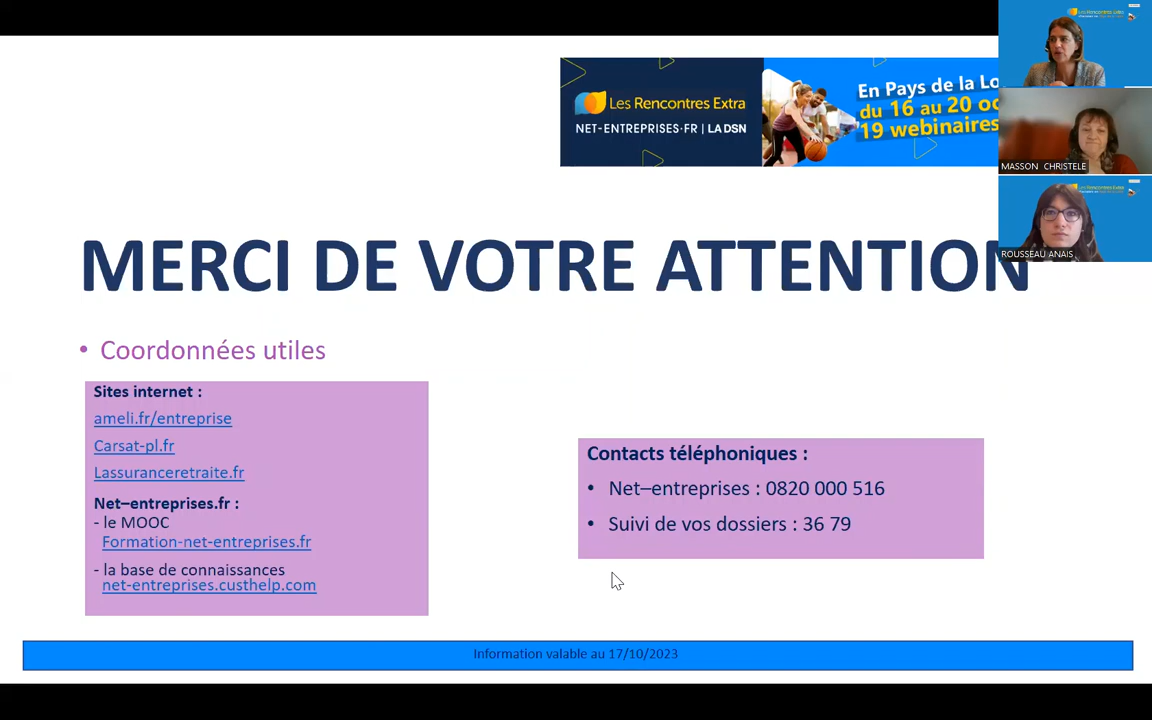 Les Rencontres Extra
NET-ENTREPRISES·FR | LA DSN
En Pays de la Lo
du 16 au 20 oc
19 webinaires
MASSON CHRISTELE
ROUSSEAU ANAIS
MERCI DE VOTRE ATTENTION
• Coordonnées utiles
Sites internet :
ameli.fr/entreprise
Carsat-pl.fr
Lassuranceretraite.fr
Net–entreprises.fr :
- le MOOC
Formation-net-entreprises.fr
- la base de connaissances
net-entreprises.custhelp.com
Contacts téléphoniques :
• Net–entreprises : 0820 000 516
• Suivi de vos dossiers : 36 79
Information valable au 17/10/2023